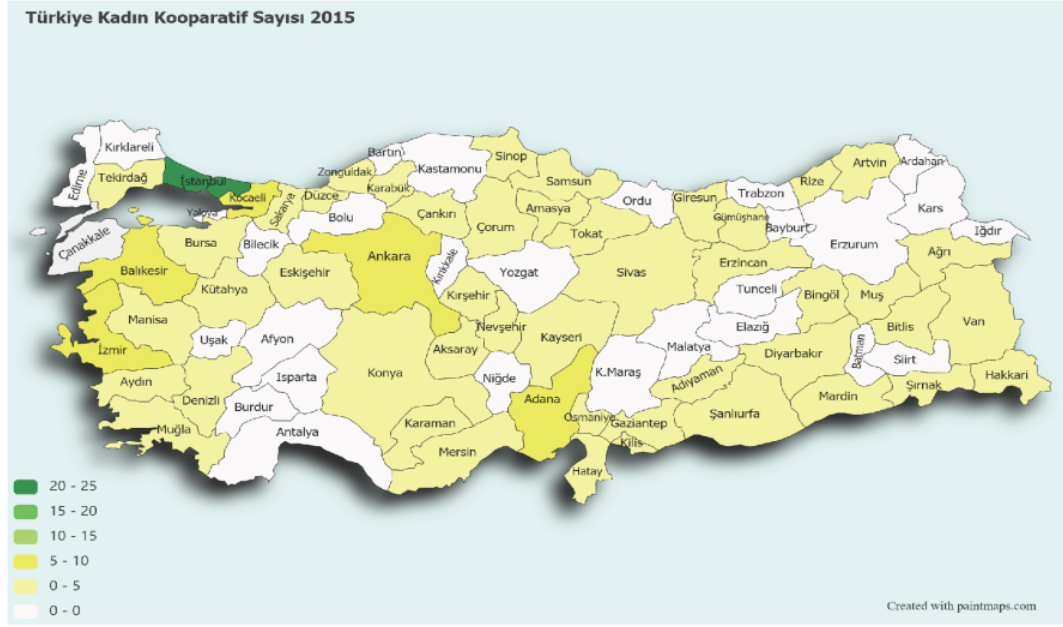 Türkiye Kadın Kooperatif Sayısı 2015
Kırklareli
Edirne
Tekirdağ
İstanbul
Kocaeli
Yalova
Sakarya
Düzce
Zonguldak
Bartın
Karabük
Kastamonu
Sinop
Samsun
Ordu
Giresun
Trabzon
Rize
Artvin
Ardahan
Kars
Iğdır
Çanakkale
Balıkesir
Bursa
Bilecik
Bolu
Çankırı
Çorum
Amasya
Tokat
Gümüşhane
Bayburt
Erzurum
Ağrı
Kütahya
Eskişehir
Ankara
Kırıkkale
Yozgat
Sivas
Erzincan
Tunceli
Bingöl
Muş
Manisa
İzmir
Uşak
Afyon
Kırşehir
Nevşehir
Aksaray
Kayseri
Malatya
Elazığ
Diyarbakır
Batman
Bitlis
Siirt
Van
Aydın
Denizli
Isparta
Burdur
Konya
Niğde
Adana
K.Maraş
Adıyaman
Şanlıurfa
Mardin
Şırnak
Hakkari
Muğla
Antalya
Karaman
Mersin
Osmaniye
Gaziantep
Kilis
Hatay
20 - 25
15 - 20
10 - 15
5 - 10
0 - 5
0 - 0
Created with paintmaps.com